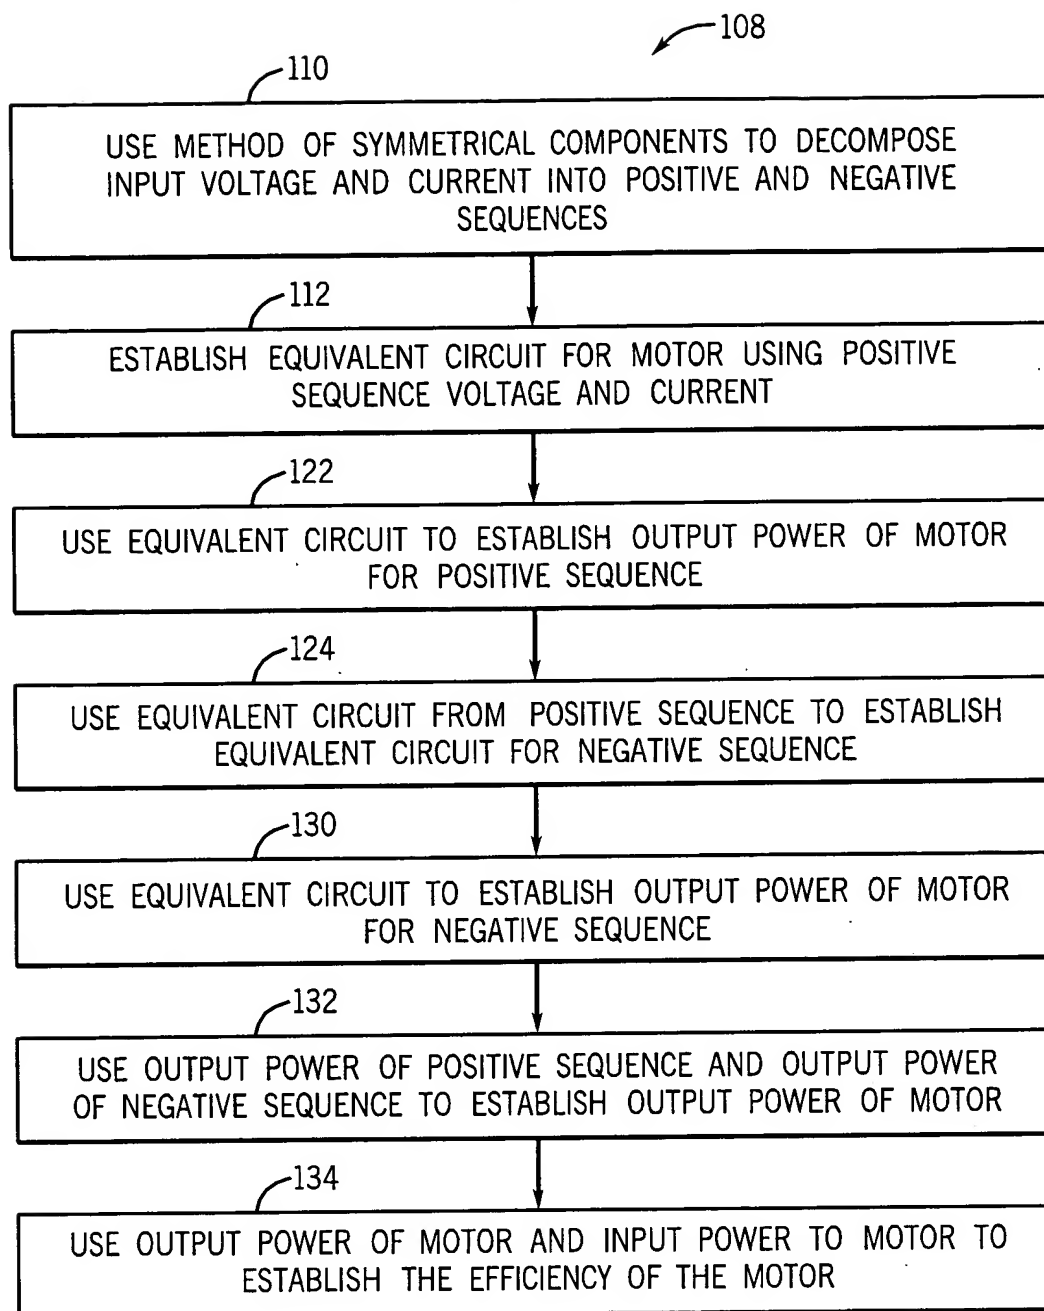 108
110
USE METHOD OF SYMMETRICAL COMPONENTS TO DECOMPOSE
INPUT VOLTAGE AND CURRENT INTO POSITIVE AND NEGATIVE
SEQUENCES
112
ESTABLISH EQUIVALENT CIRCUIT FOR MOTOR USING POSITIVE
SEQUENCE VOLTAGE AND CURRENT
122
USE EQUIVALENT CIRCUIT TO ESTABLISH OUTPUT POWER OF MOTOR
FOR POSITIVE SEQUENCE
124
USE EQUIVALENT CIRCUIT FROM POSITIVE SEQUENCE TO ESTABLISH
EQUIVALENT CIRCUIT FOR NEGATIVE SEQUENCE
130
USE EQUIVALENT CIRCUIT TO ESTABLISH OUTPUT POWER OF MOTOR
FOR NEGATIVE SEQUENCE
132
USE OUTPUT POWER OF POSITIVE SEQUENCE AND OUTPUT POWER
OF NEGATIVE SEQUENCE TO ESTABLISH OUTPUT POWER OF MOTOR
134
USE OUTPUT POWER OF MOTOR AND INPUT POWER TO MOTOR TO
ESTABLISH THE EFFICIENCY OF THE MOTOR